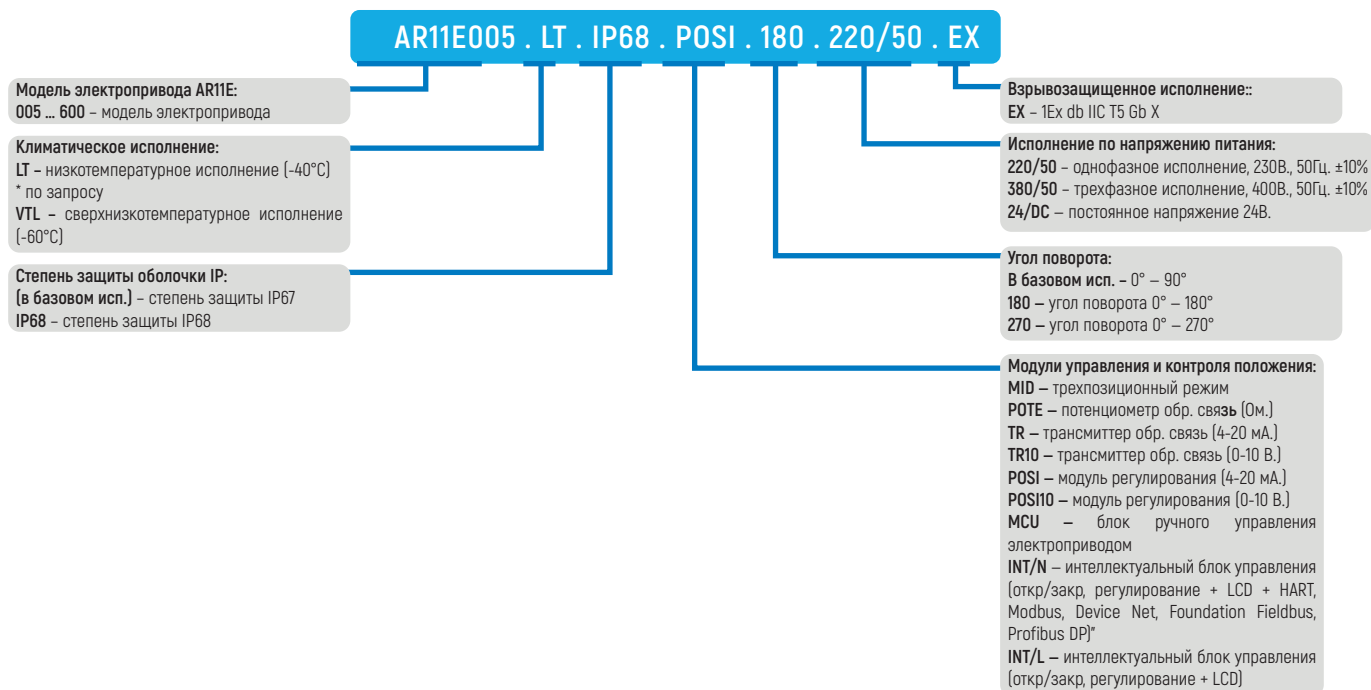 AR11E005 . LT . IP68 . POSI . 180 . 220/50 . EX
Модель электропривода AR11E:
005 ... 600 – модель электропривода
Климатическое исполнение:
LT – низкотемпературное исполнение (-40°C)
* по запросу
VTL – сверхнизкотемпературное исполнение
(-60°C)
Степень защиты оболочки IP:
(в базовом исп.) – степень защиты IP67
IP68 – степень защиты IP68
Взрывозащищенное исполнение::
EX – 1Ex db IIC T5 Gb X
Исполнение по напряжению питания:
220/50 – однофазное исполнение, 230В., 50Гц. ±10%
380/50 – трехфазное исполнение, 400В., 50Гц. ±10%
24/DC – постоянное напряжение 24В.
Угол поворота:
В базовом исп. – 0° – 90°
180 – угол поворота 0° – 180°
270 – угол поворота 0° – 270°
Модули управления и контроля положения:
MID – трехпозиционный режим
POTE – потенциометр обр. связь (Ом.)
TR – трансмиттер обр. связь (4-20 мА.)
TR10 – трансмиттер обр. связь (0-10 В.)
POSI – модуль регулирования (4-20 мА.)
POSI10 – модуль регулирования (0-10 В.)
MCU – блок ручного управления
электроприводом
INT/N – интеллектуальный блок управления
(откр/закр, регулирование + LCD + HART,
Modbus, Device Net, Foundation Fieldbus,
Profibus DP)"
INT/L – интеллектуальный блок управления
(откр/закр, регулирование + LCD)